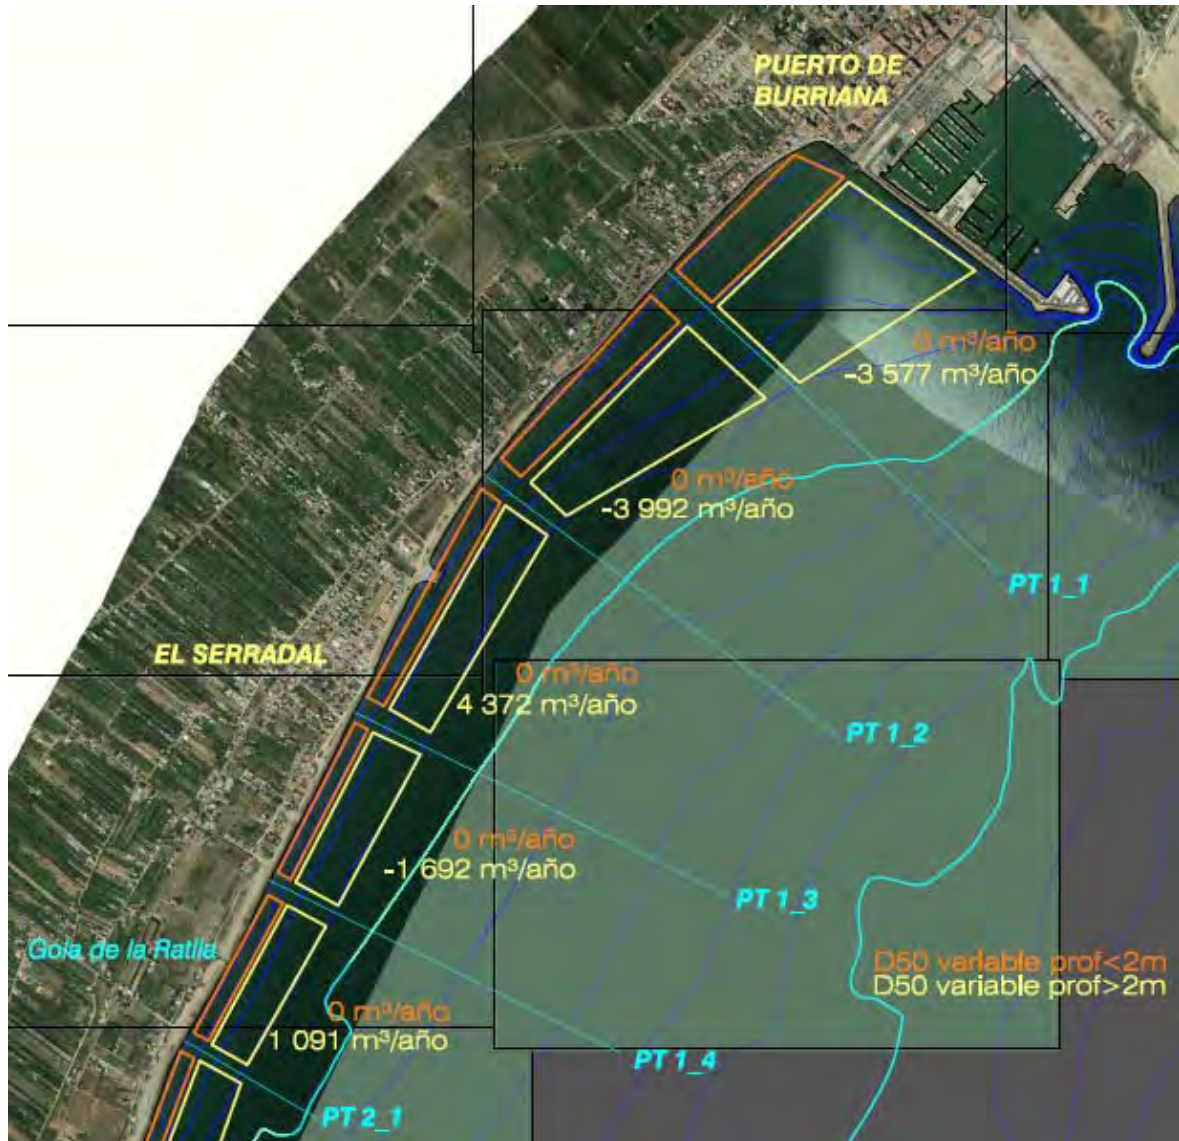 PUERTO DE
BURRIANA
0 m³/año
-3 577 m³/año
0 m³/año
-3 992 m³/año
PT 1_1
EL SERRADAL
0 m³/año
4 372 m³/año
PT 1_2
0 m³/año
-1 692 m³/año
PT 1_3
Gola de la Ratlla
D50 variable prof<2m
D50 variable prof>2m
0 m³/año
1 091 m³/año
PT 1_4
PT 2_1